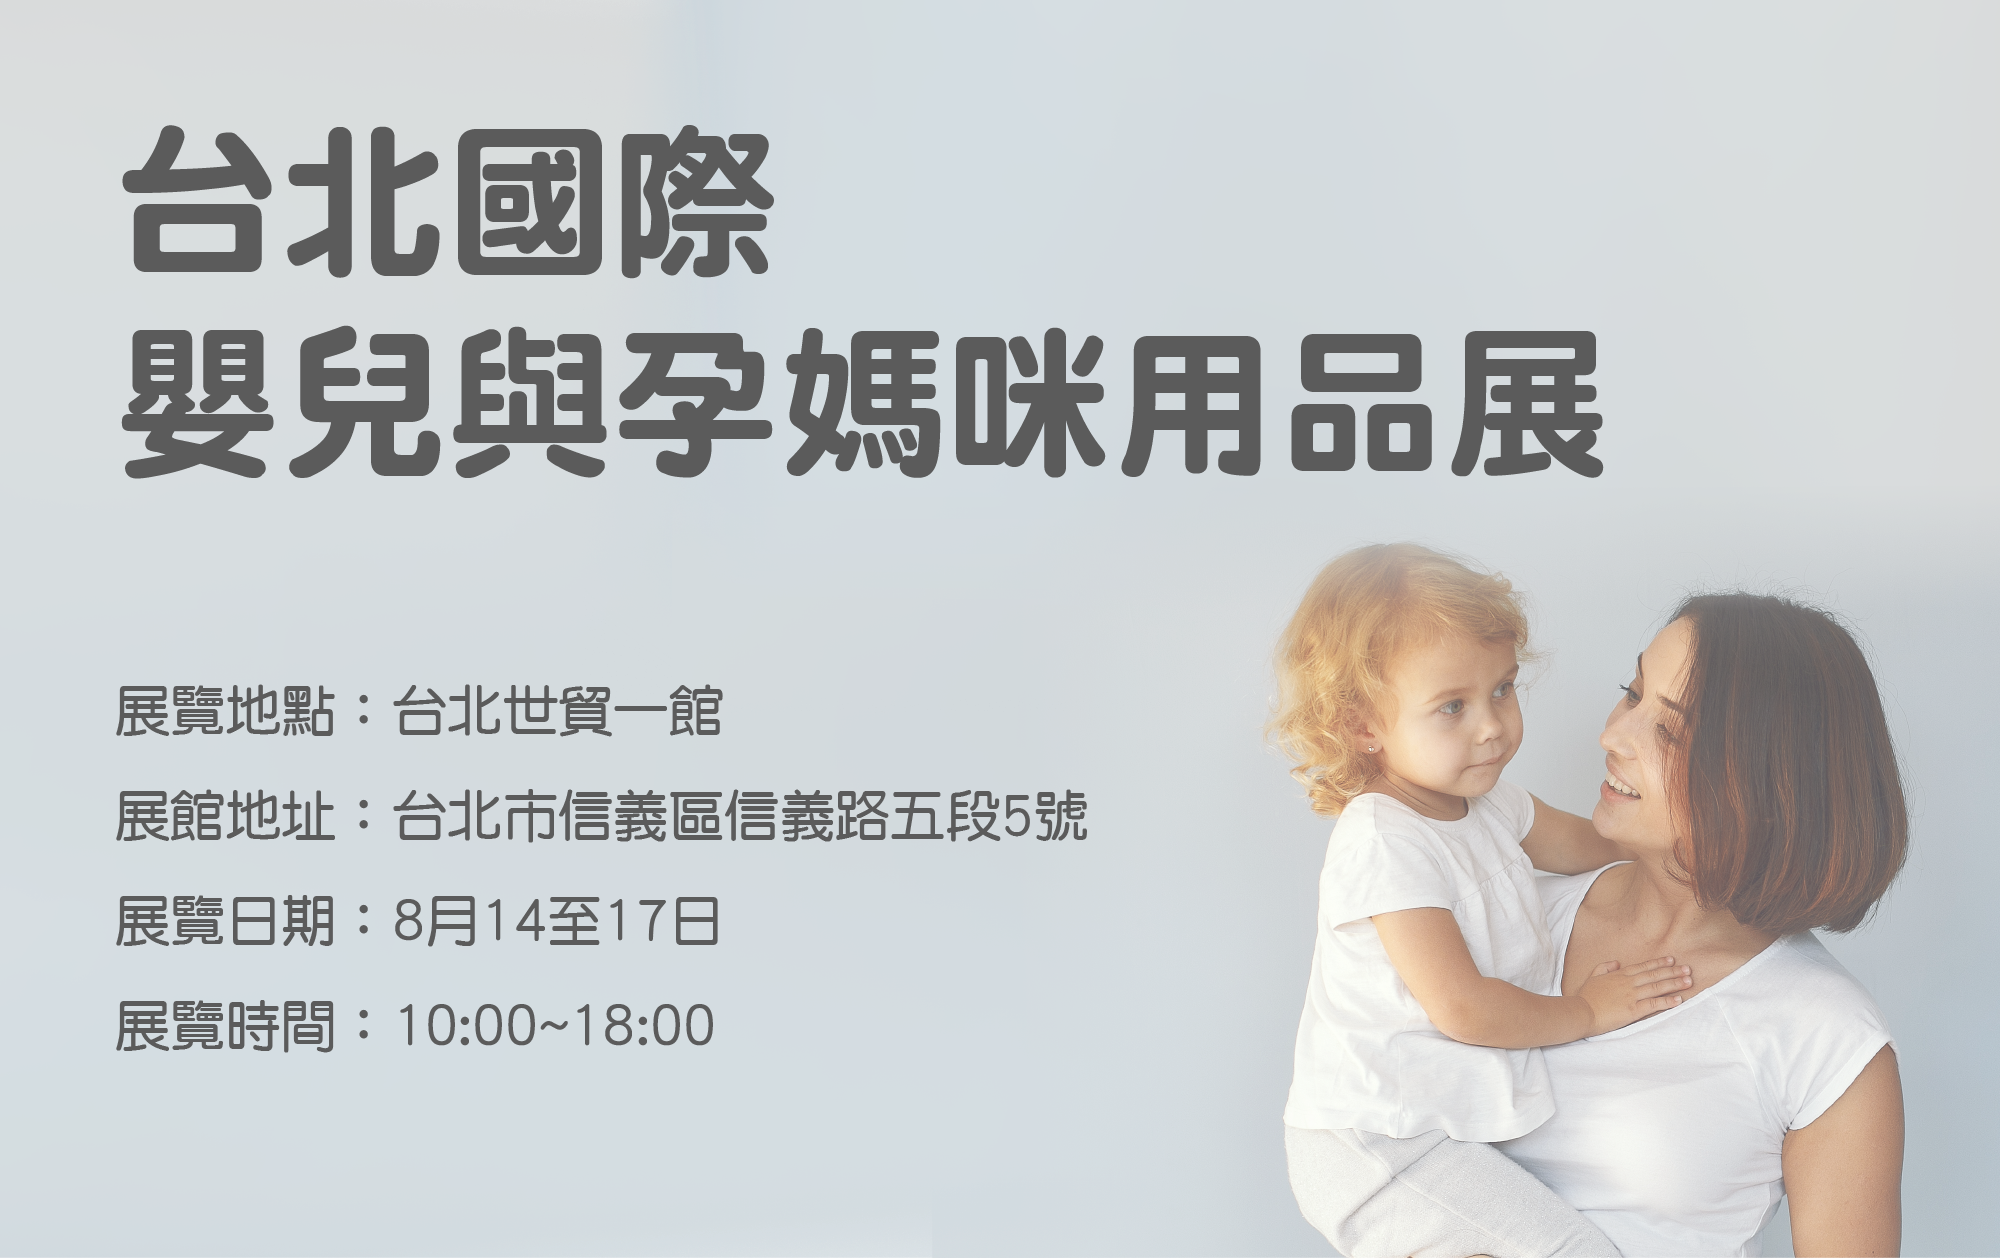 台北國際
嬰兒與孕媽咪用品展
展覽地點：台北世貿一館
展館地址：台北市信義區信義路五段5號
展覽日期：8月14至17日
展覽時間：10:00~18:00